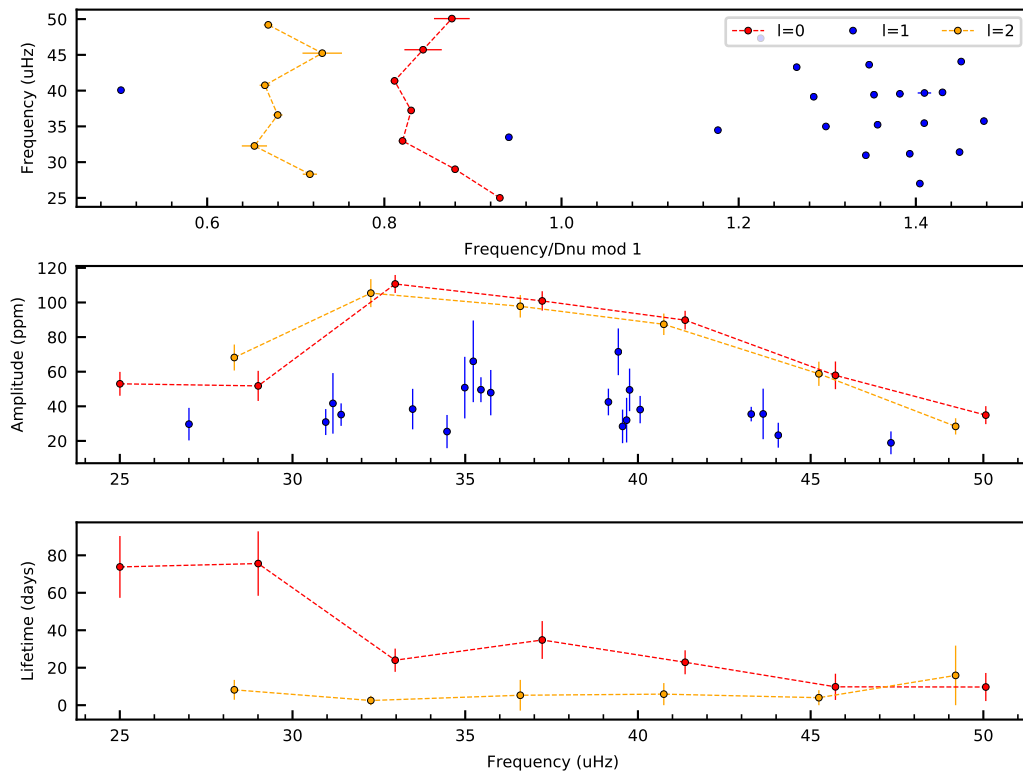 50
45
40
35
30
25
Frequency (uHz)
l=0 l=1 l=2
0.6 0.8 1.0 1.2 1.4
Frequency/Dnu mod 1
120
100
80
60
40
20
Amplitude (ppm)
25 30 35 40 45 50
80
60
40
20
0
Lifetime (days)
25 30 35 40 45 50
Frequency (uHz)